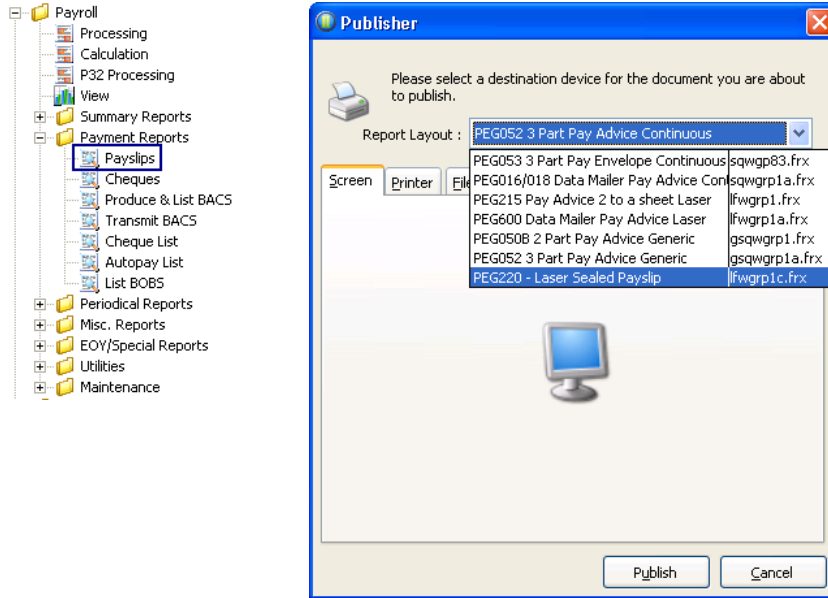 Payroll
Processing
Calculation
P32 Processing
View
Summary Reports
Payment Reports
Payslips
Cheques
Produce & List BACS
Transmit BACS
Cheque List
Autopay List
List BOBS
Periodical Reports
Misc. Reports
EOY/Special Reports
Utilities
Maintenance
Publisher
Please select a destination device for the document you are about
to publish.
Report Layout : PEG052 3 Part Pay Advice Continuous
PEG053 3 Part Pay Envelope Continuous sqwgp83.frx
PEG016/018 Data Mailer Pay Advice Con sqwgrp1a.frx
PEG215 Pay Advice 2 to a sheet Laser lfwgrp1.frx
PEG600 Data Mailer Pay Advice Laser lfwgrp1a.frx
PEG050B 2 Part Pay Advice Generic gsqwgrp1.frx
PEG052 3 Part Pay Advice Generic gsqwgrp1a.frx
PEG220 - Laser Sealed Payslip lfwgrp1c.frx
Screen Printer
Publish Cancel